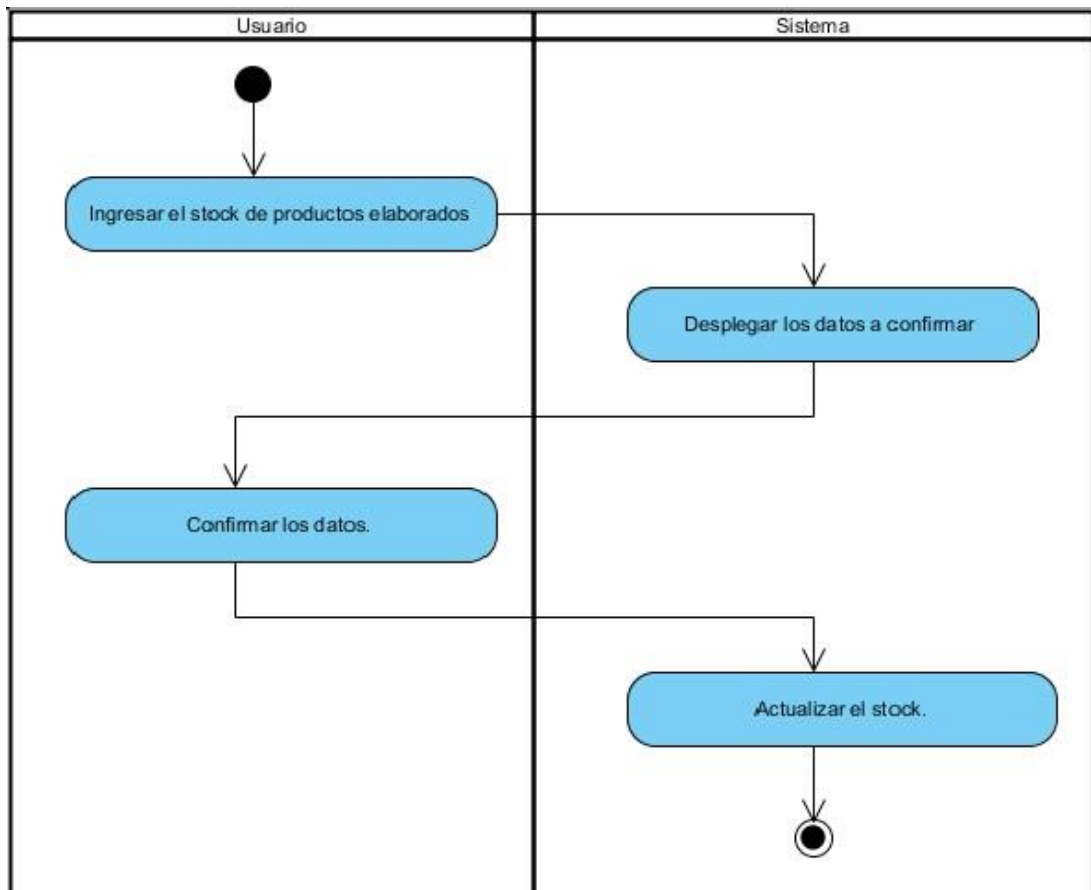 Usuario
Sistema
Ingresar el stock de productos elaborados
Desplegar los datos a confirmar
Confirmar los datos.
Actualizar el stock.